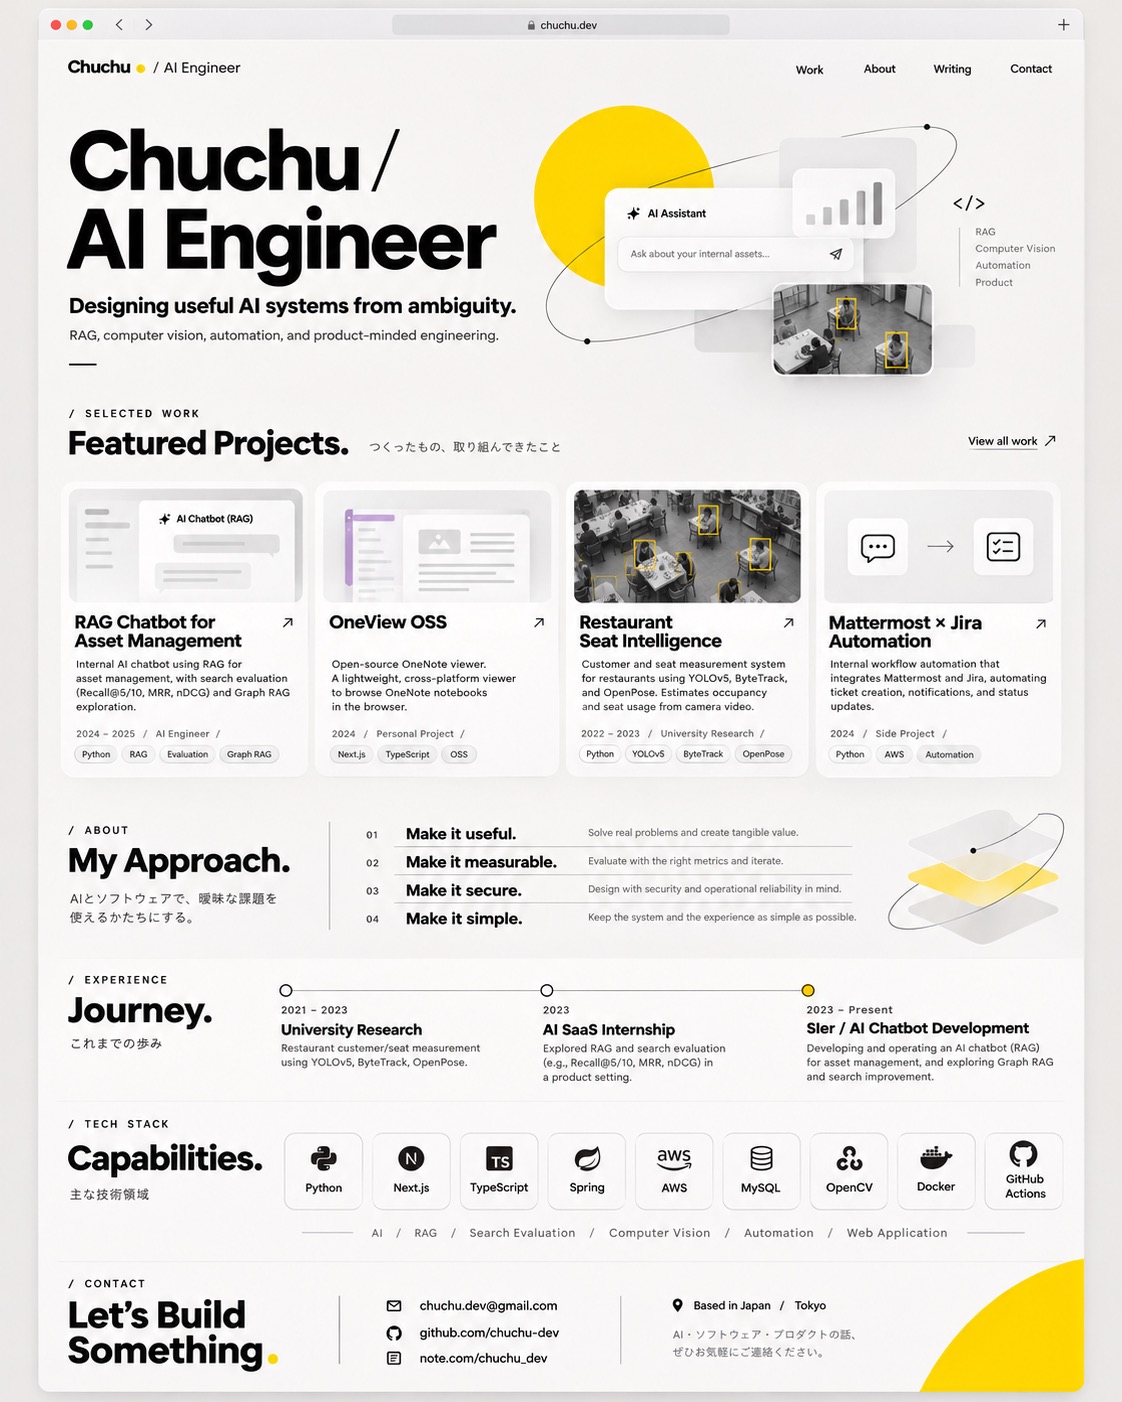 chuchu.dev
Chuchu / AI Engineer
Work About Writing Contact
Chuchu/
AI Engineer
Designing useful AI systems from ambiguity.
RAG, computer vision, automation, and product-minded engineering.
AI Assistant
Ask about your internal assets...
</>
RAG
Computer Vision
Automation
Product
/ SELECTED WORK
Featured Projects. つくったもの、取り組んできたこと
View all work
AI Chatbot (RAG)
RAG Chatbot for
Asset Management
Internal AI chatbot using RAG for
asset management, with search evaluation
(Recall@5/10, MRR, nDCG) and Graph RAG
exploration.
2024 – 2025 / AI Engineer /
Python RAG Evaluation Graph RAG
OneView OSS
Open-source OneNote viewer.
A lightweight, cross-platform viewer
to browse OneNote notebooks
in the browser.
2024 / Personal Project /
Next.js TypeScript OSS
Restaurant
Seat Intelligence
Customer and seat measurement system
for restaurants using YOLOv5, ByteTrack,
and OpenPose. Estimates occupancy
and seat usage from camera video.
2022 – 2023 / University Research /
Python YOLOv5 ByteTrack OpenPose
Mattermost × Jira
Automation
Internal workflow automation that
integrates Mattermost and Jira, automating
ticket creation, notifications, and status
updates.
2024 / Side Project /
Python AWS Automation
/ ABOUT
My Approach.
AIとソフトウェアで、曖昧な課題を
使えるかたちにする。
01 Make it useful. Solve real problems and create tangible value.
02 Make it measurable. Evaluate with the right metrics and iterate.
03 Make it secure. Design with security and operational reliability in mind.
04 Make it simple. Keep the system and the experience as simple as possible.
/ EXPERIENCE
Journey.
これまでの歩み
2021 – 2023
University Research
Restaurant customer/seat measurement
using YOLOv5, ByteTrack, OpenPose.
2023
AI SaaS Internship
Explored RAG and search evaluation
(e.g., Recall@5/10, MRR, nDCG) in
a product setting.
2023 – Present
SIer / AI Chatbot Development
Developing and operating an AI chatbot (RAG)
for asset management, and exploring Graph RAG
and search improvement.
/ TECH STACK
Capabilities.
主な技術領域
Python
N
Next.js
TS
TypeScript
Spring
aws
AWS
MySQL
OpenCV
Docker
GitHub
Actions
AI / RAG / Search Evaluation / Computer Vision / Automation / Web Application
/ CONTACT
Let's Build
Something.
chuchu.dev@gmail.com
github.com/chuchu-dev
note.com/chuchu_dev
Based in Japan / Tokyo
AI・ソフトウェア・プロダクトの話、
ぜひお気軽にご連絡ください。